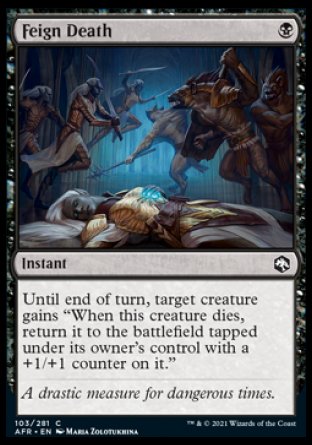 Feign Death
Instant
Until end of turn, target creature
gains “When this creature dies,
return it to the battlefield tapped
under its owner’s control with a
+1/+1 counter on it.”
A drastic measure for dangerous times.
103/281 C
AFR • EN Maria Zolotukhina
™ & © 2021 Wizards of the Coast